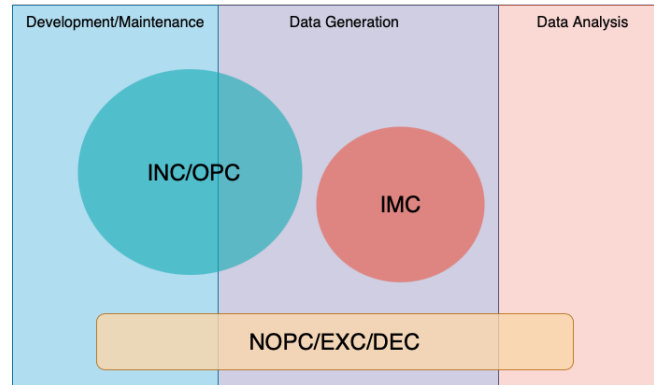 Development/Maintenance
Data Generation
Data Analysis
INC/OPC
IMC
NOPC/EXC/DEC